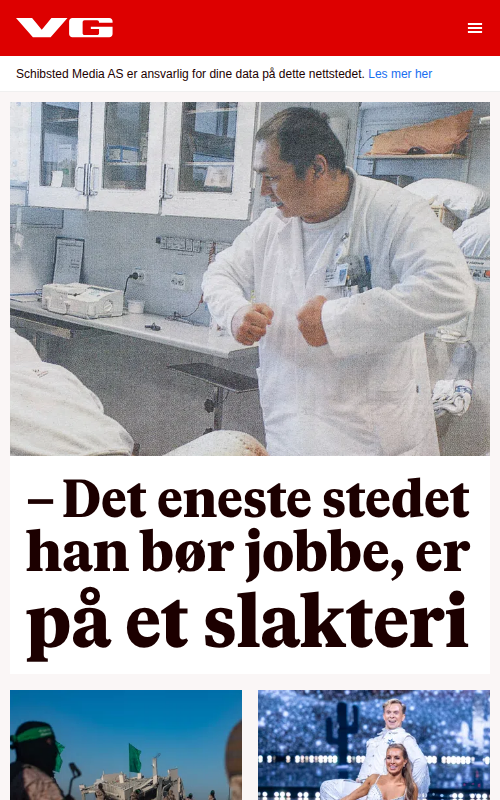 VG
Schibsted Media AS er ansvarlig for dine data på dette nettstedet. Les mer her
– Det eneste stedet
han bør jobbe, er
på et slakteri